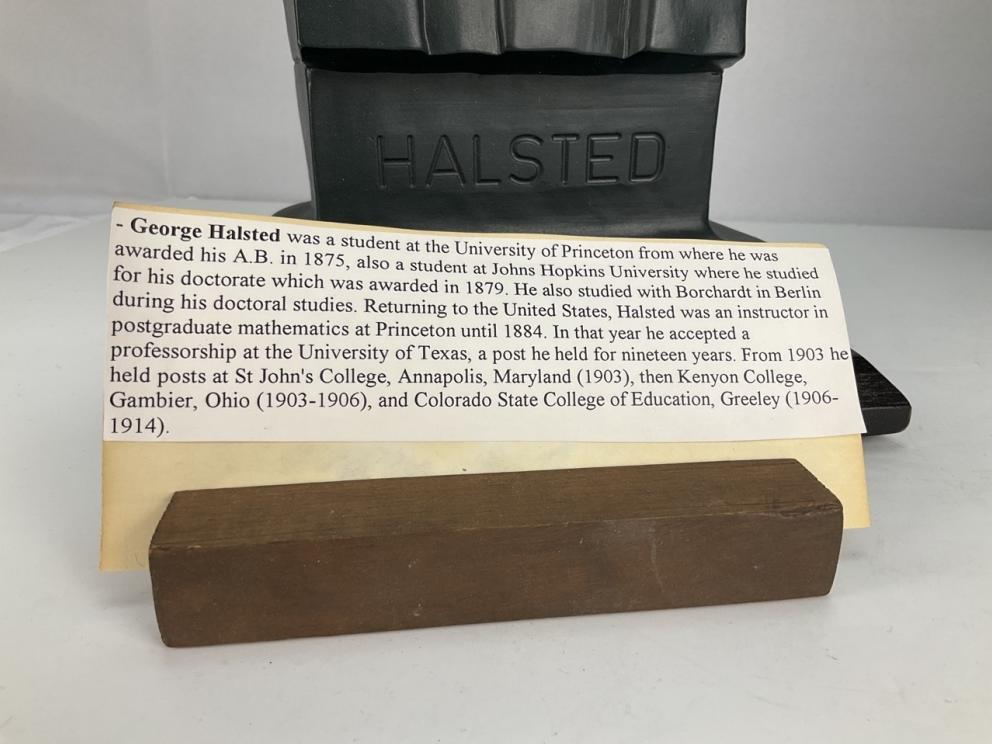 HALSTED
- George Halsted was a student at the University of Princeton from where he was
awarded his A.B. in 1875, also a student at Johns Hopkins University where he studied
for his doctorate which was awarded in 1879. He also studied with Borchardt in Berlin
during his doctoral studies. Returning to the United States, Halsted was an instructor in
postgraduate mathematics at Princeton until 1884. In that year he accepted a
professorship at the University of Texas, a post he held for nineteen years. From 1903 he
held posts at St John's College, Annapolis, Maryland (1903), then Kenyon College,
Gambier, Ohio (1903-1906), and Colorado State College of Education, Greeley (1906-
1914).